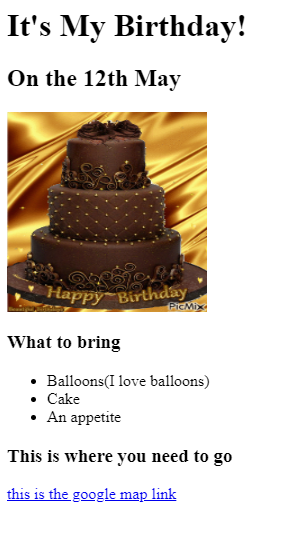 It's My Birthday!
On the 12th May
Happy Birthday
PicMix
What to bring
Balloons(I love balloons)
Cake
An appetite
This is where you need to go
this is the google map link